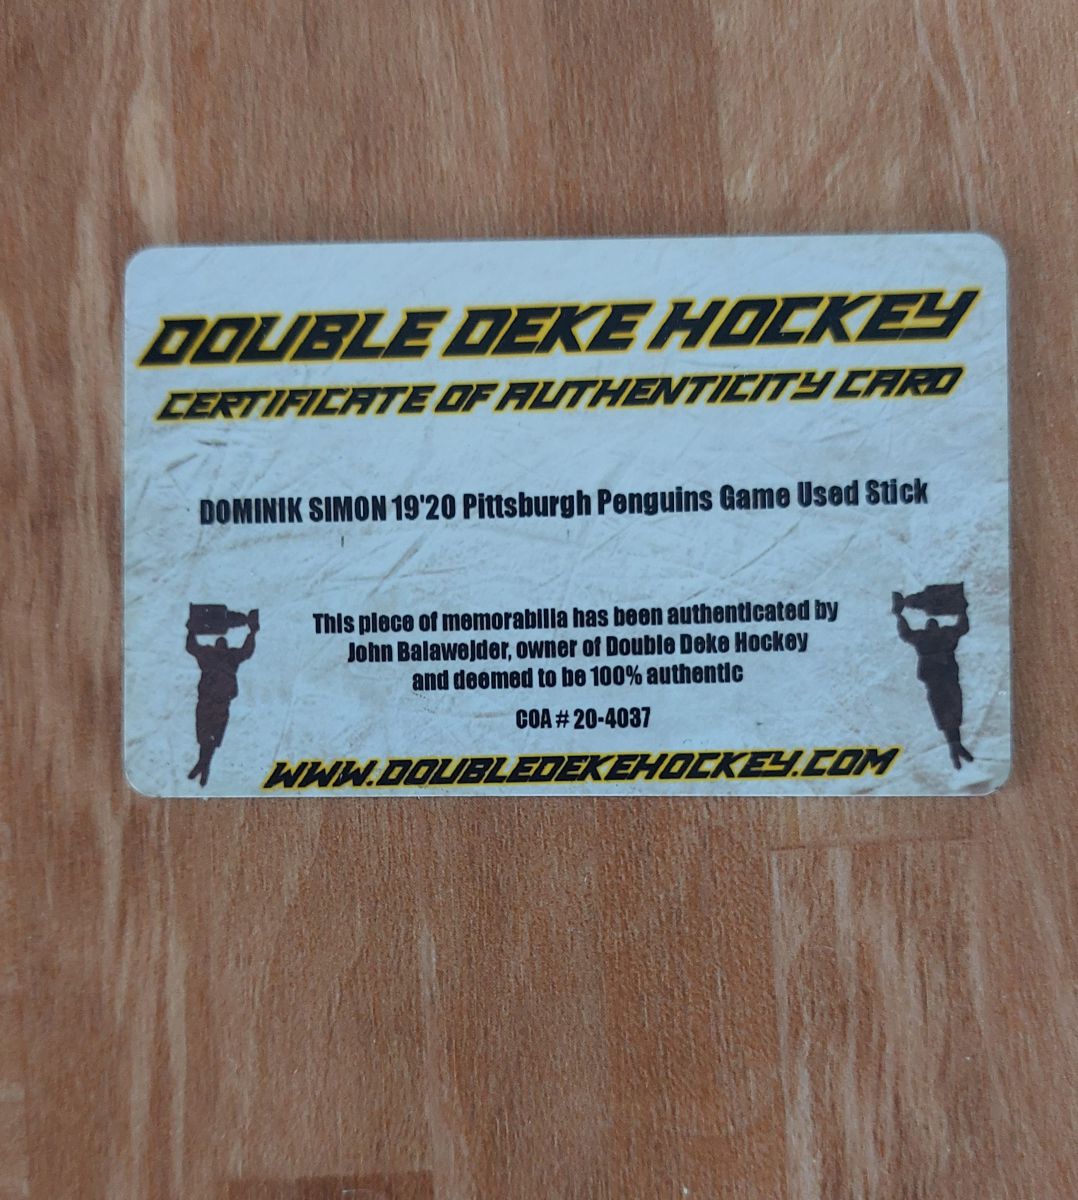 DOUBLE DEKE HOCKEY
CERTIFICATE OF AUTHENTICITY CARD
DOMINIK SIMON 19'20 Pittsburgh Penguins Game Used Stick
This piece of memorabilia has been authenticated by
John Balawejder, owner of Double Deke Hockey
and deemed to be 100% authentic
COA # 20-4037
WWW.DOUBLEDEKEHOCKEY.COM